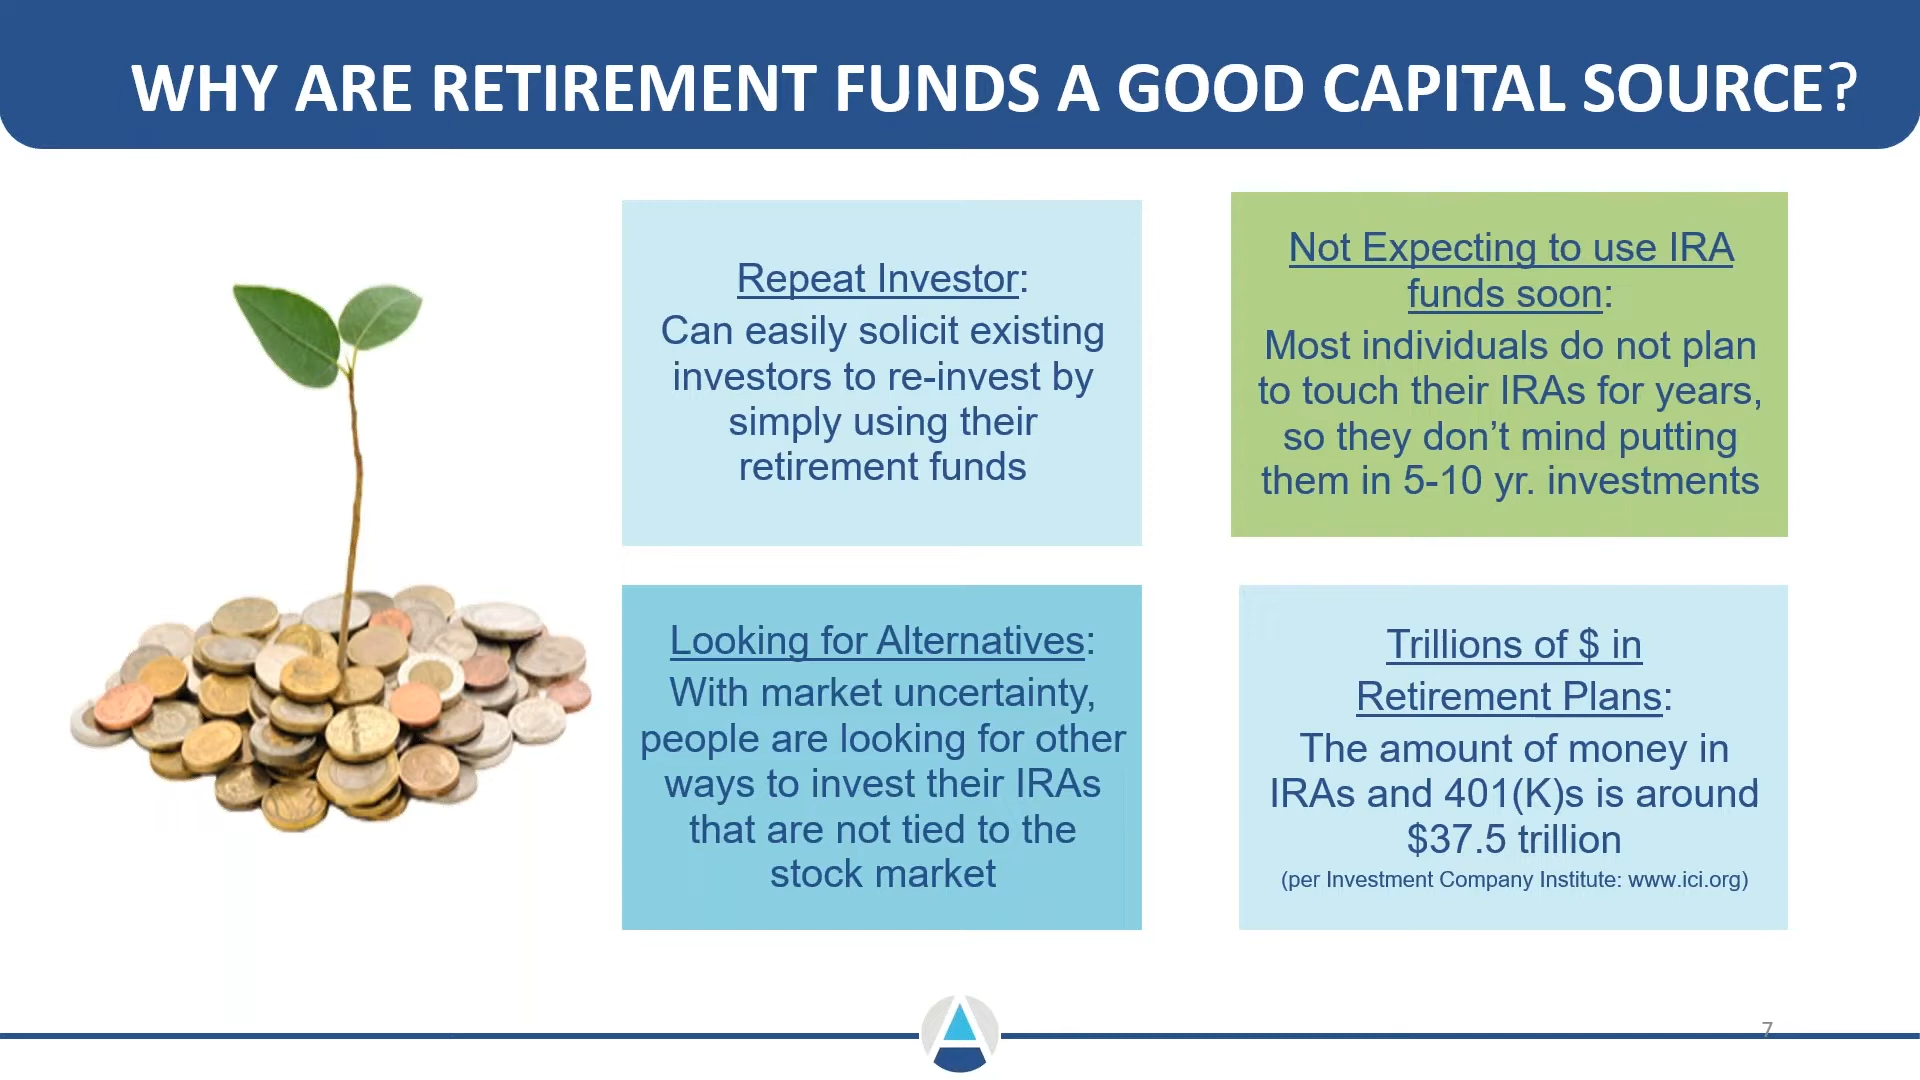 WHY ARE RETIREMENT FUNDS A GOOD CAPITAL SOURCE?
Repeat Investor:
Can easily solicit existing
investors to re-invest by
simply using their
retirement funds
Not Expecting to use IRA
funds soon:
Most individuals do not plan
to touch their IRAs for years,
so they don’t mind putting
them in 5-10 yr. investments
Looking for Alternatives:
With market uncertainty,
people are looking for other
ways to invest their IRAs
that are not tied to the
stock market
Trillions of $ in
Retirement Plans:
The amount of money in
IRAs and 401(K)s is around
$37.5 trillion
(per Investment Company Institute: www.ici.org)
7